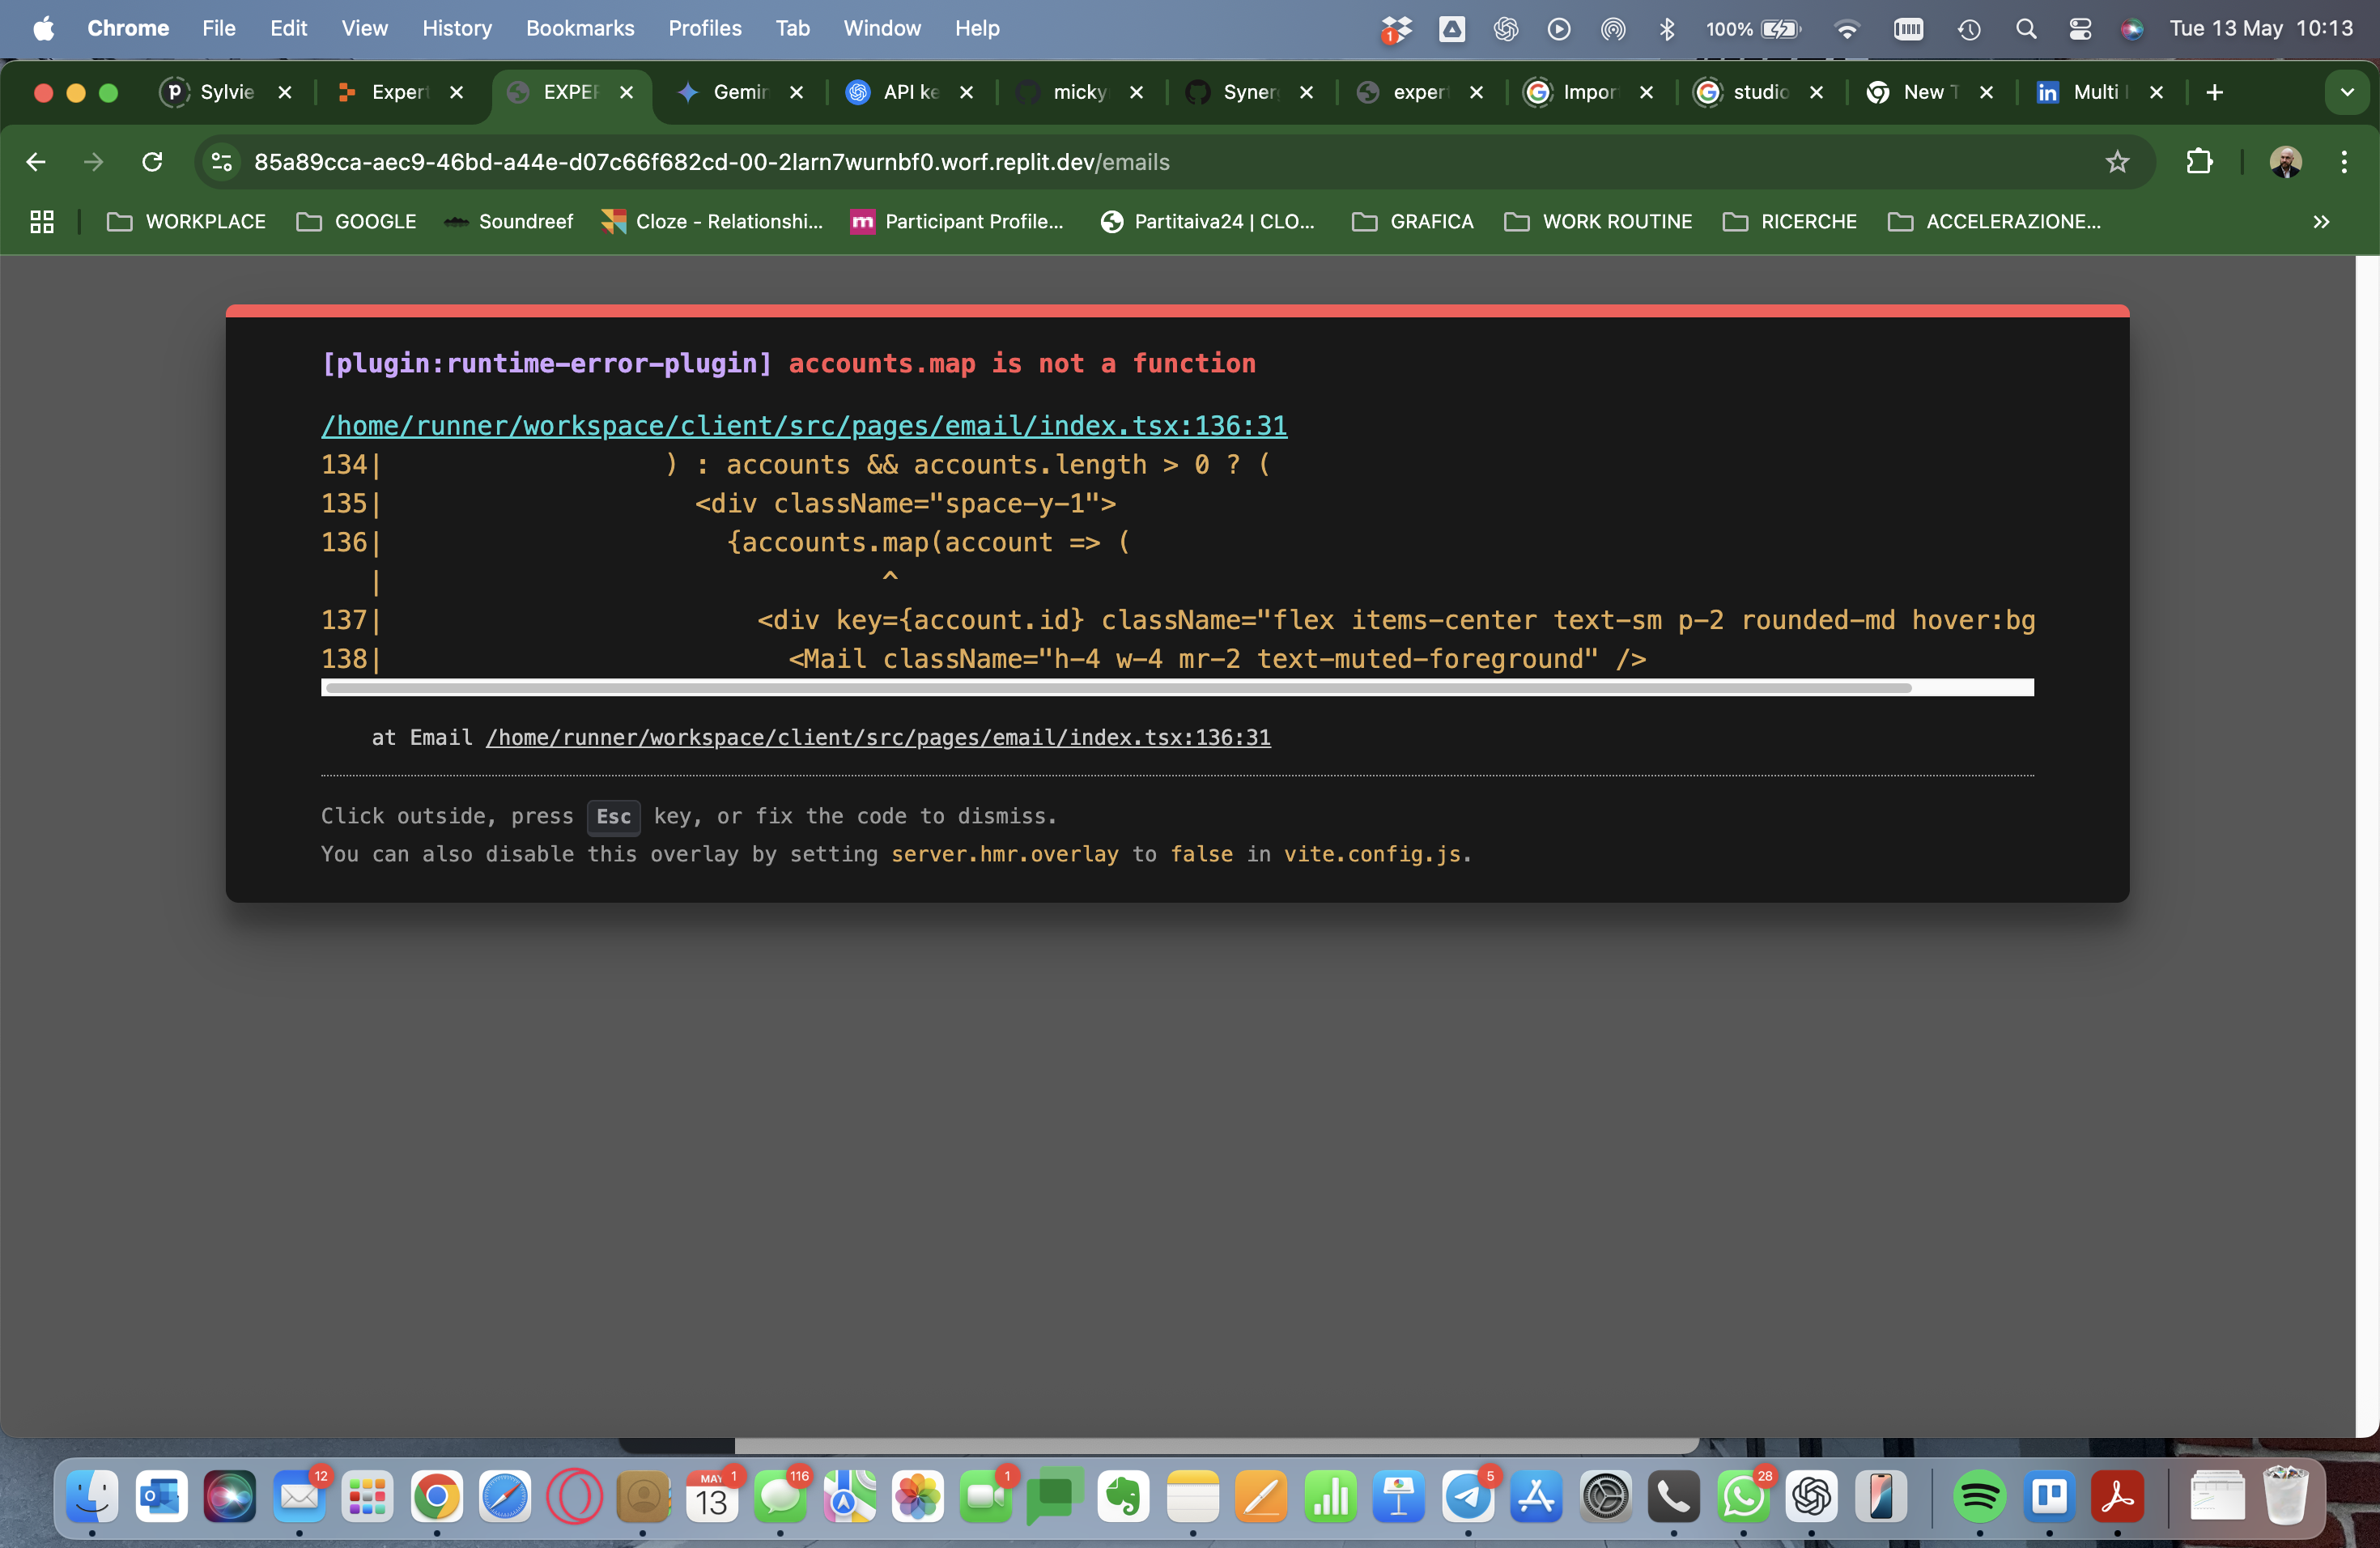 Chrome File Edit View History Bookmarks Profiles Tab Window Help 1 100% Tue 13 May 10:13
Sylvie Expert EXPER Gemin API ke micky Syner expert Impor studio New T in Multi
85a89cca-aec9-46bd-a44e-d07c66f682cd-00-2larn7wurnbf0.worf.replit.dev/emails
WORKPLACE GOOGLE Soundreef Cloze - Relationshi... m Participant Profile... Partitaiva24 | CLO... GRAFICA WORK ROUTINE RICERCHE ACCELERAZIONE...
[plugin:runtime-error-plugin] accounts.map is not a function
/home/runner/workspace/client/src/pages/email/index.tsx:136:31
134| ) : accounts && accounts.length > 0 ? (
135| <div className="space-y-1">
136| {accounts.map(account => (
| ^
137| <div key={account.id} className="flex items-center text-sm p-2 rounded-md hover:bg
138| <Mail className="h-4 w-4 mr-2 text-muted-foreground" />
at Email /home/runner/workspace/client/src/pages/email/index.tsx:136:31
Click outside, press Esc key, or fix the code to dismiss.
You can also disable this overlay by setting server.hmr.overlay to false in vite.config.js.
12 MAY 1 116 1 5 28
13